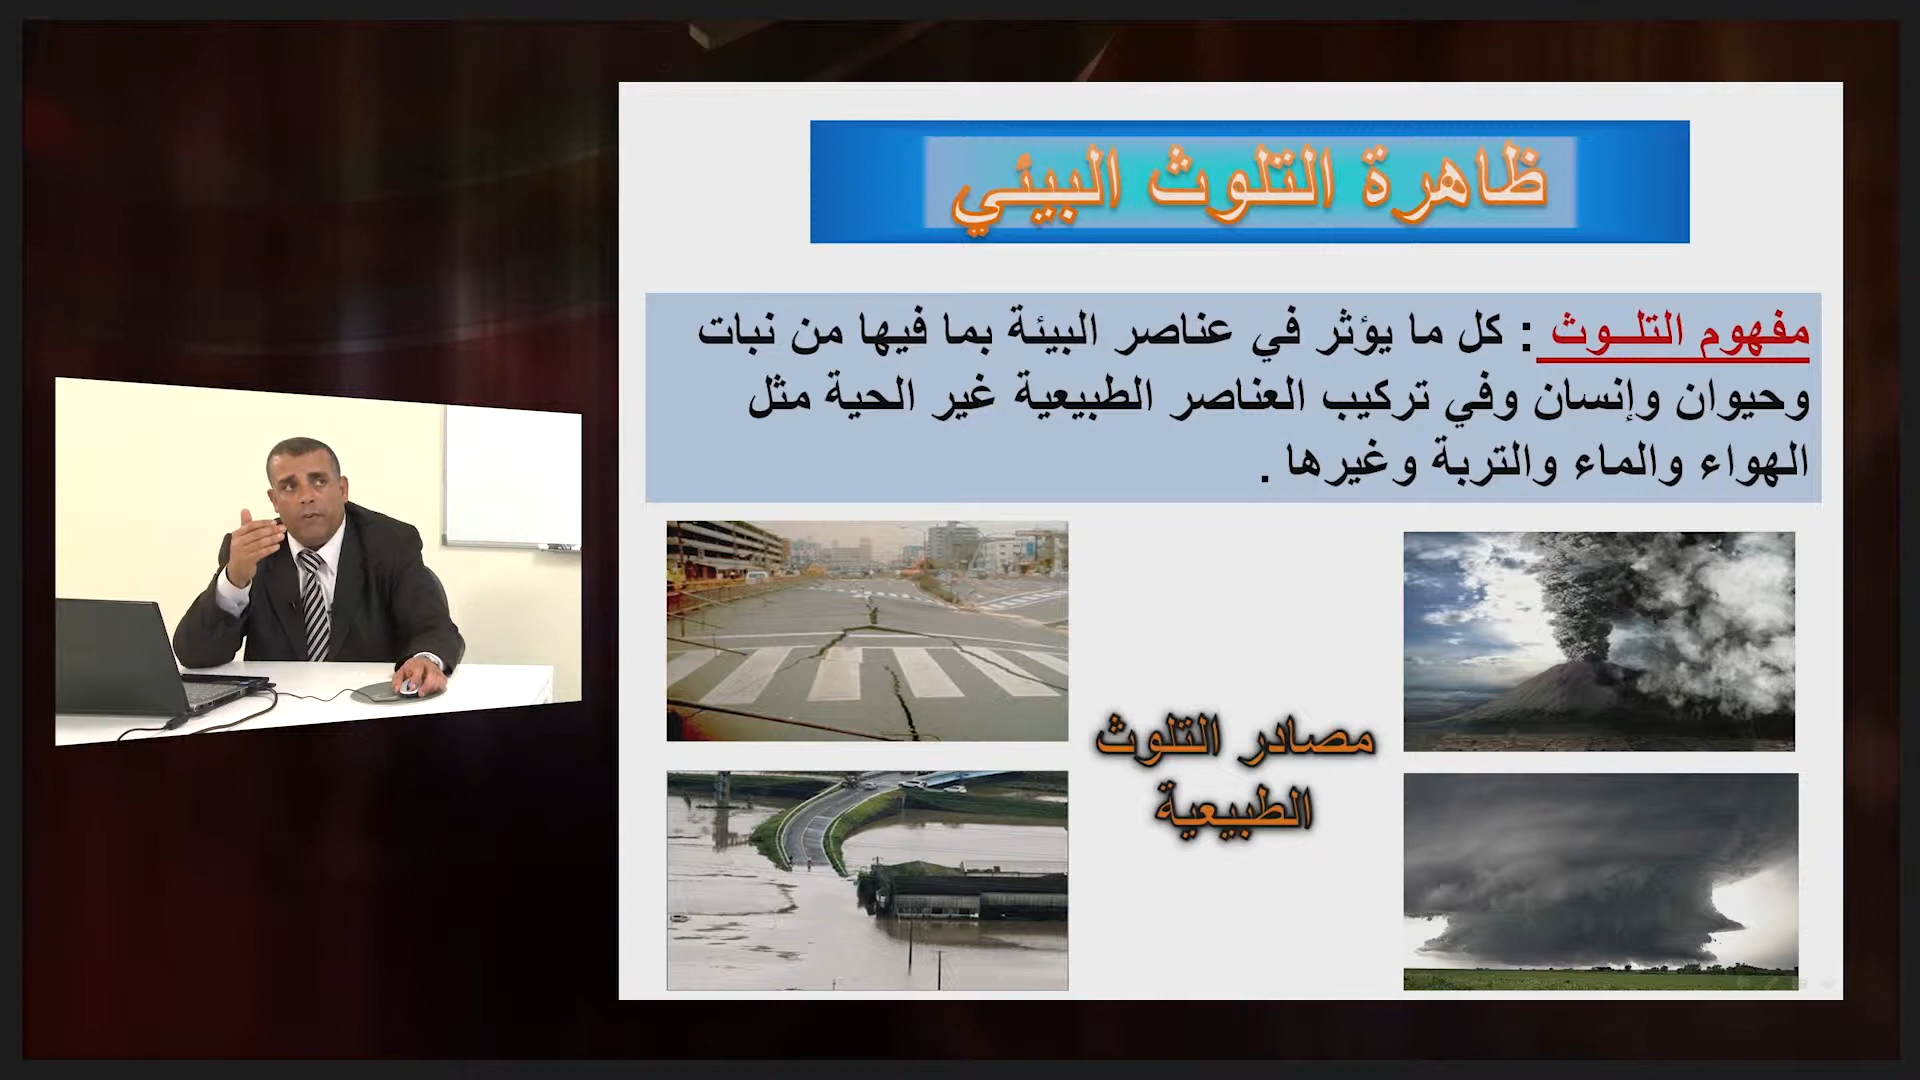 ظاهرة التلوث البيئي
مفهوم التلــوث : كل ما يؤثر في عناصر البيئة بما فيها من نبات
وحيوان وإنسان وفي تركيب العناصر الطبيعية غير الحية مثل
الهواء والماء والتربة وغيرها .
مصادر التلوث
الطبيعية